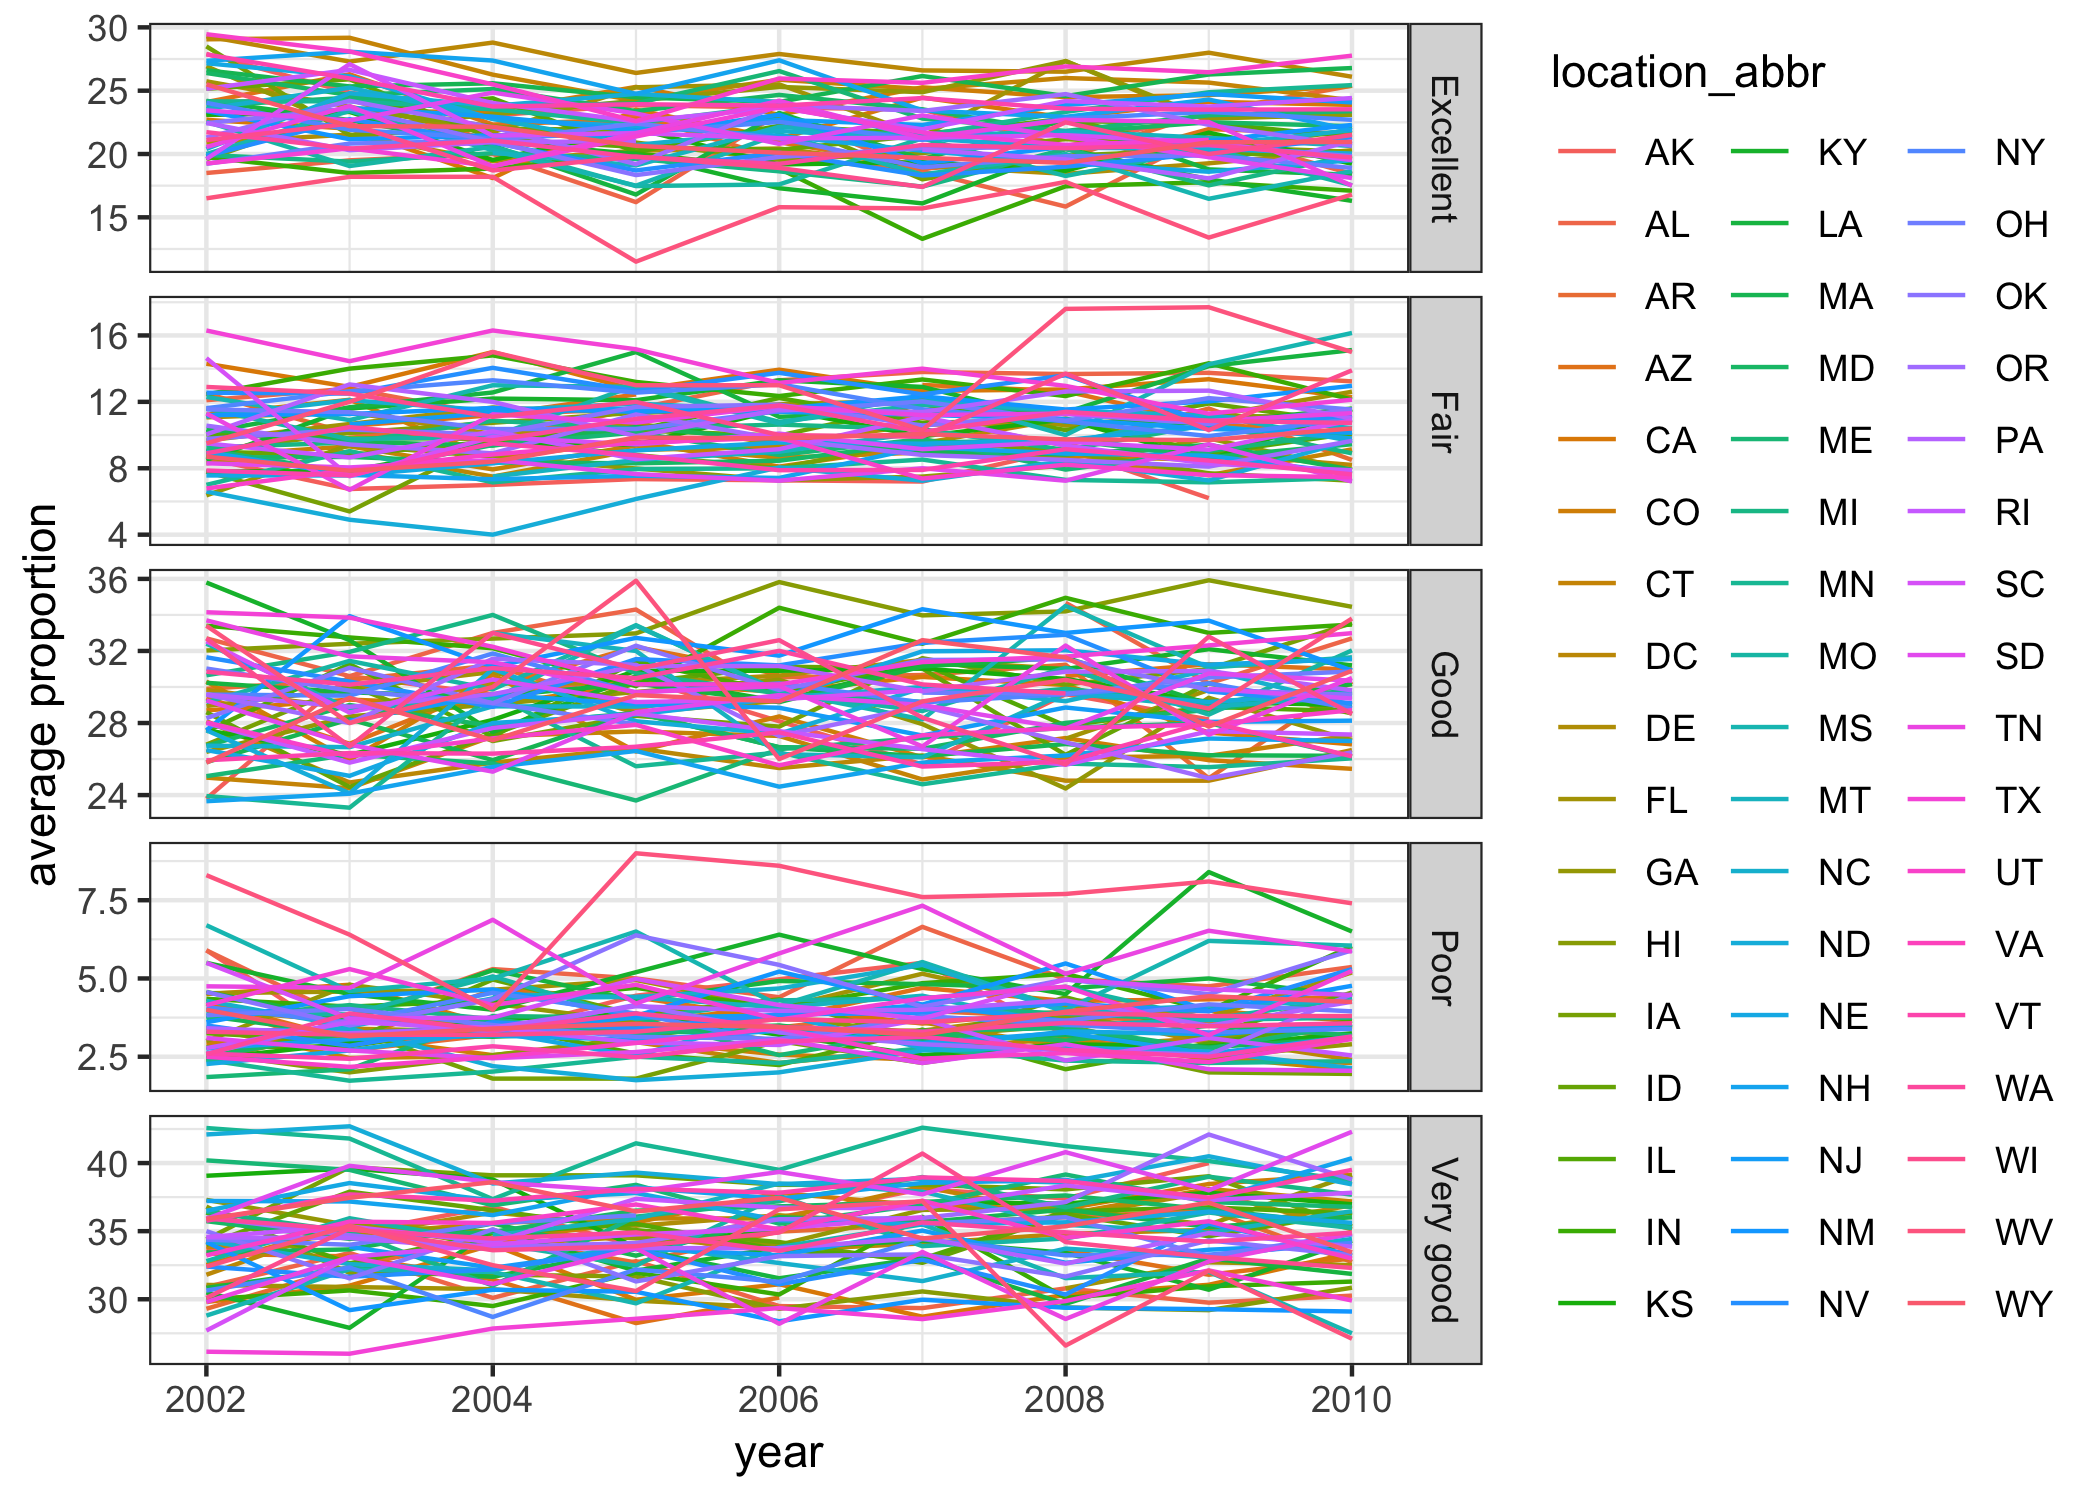 30
25
20
15
Excellent
16
12
8
4
Fair
36
32
28
24
Good
7.5
5.0
2.5
Poor
40
35
30
Very good
average proportion
2002 2004 2006 2008 2010
year
location_abbr
AK KY NY
AL LA OH
AR MA OK
AZ MD OR
CA ME PA
CO MI RI
CT MN SC
DC MO SD
DE MS TN
FL MT TX
GA NC UT
HI ND VA
IA NE VT
ID NH WA
IL NJ WI
IN NM WV
KS NV WY